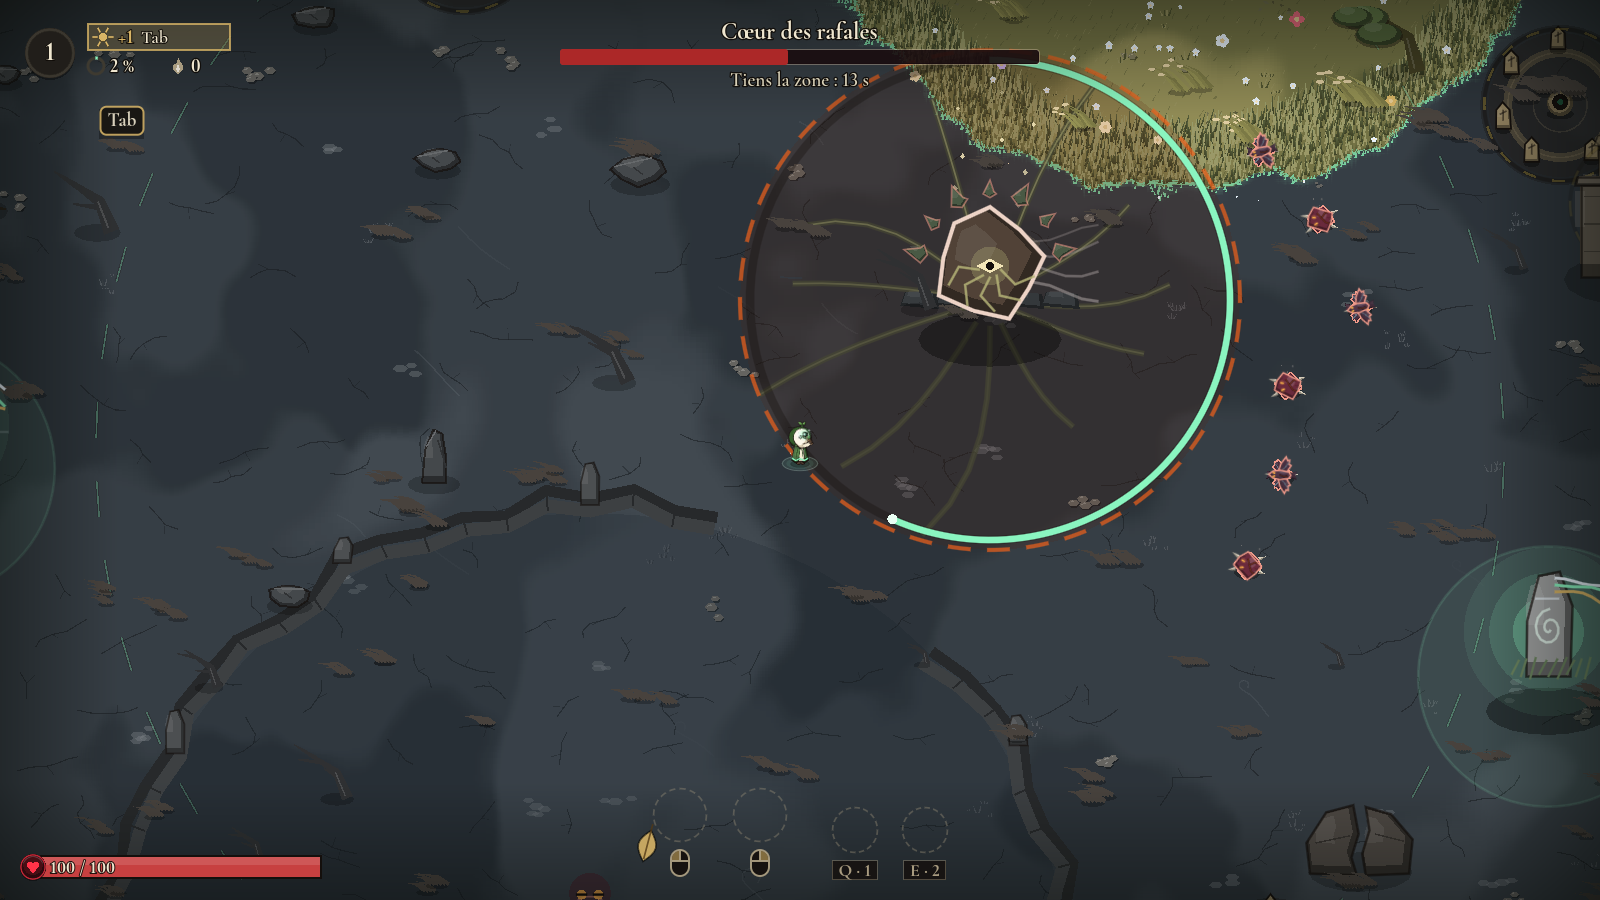 Cœur des rafales
1
+1 Tab
2 %
0
Tiens la zone : 13 s
Tab
100 / 100
Q · 1
E · 2